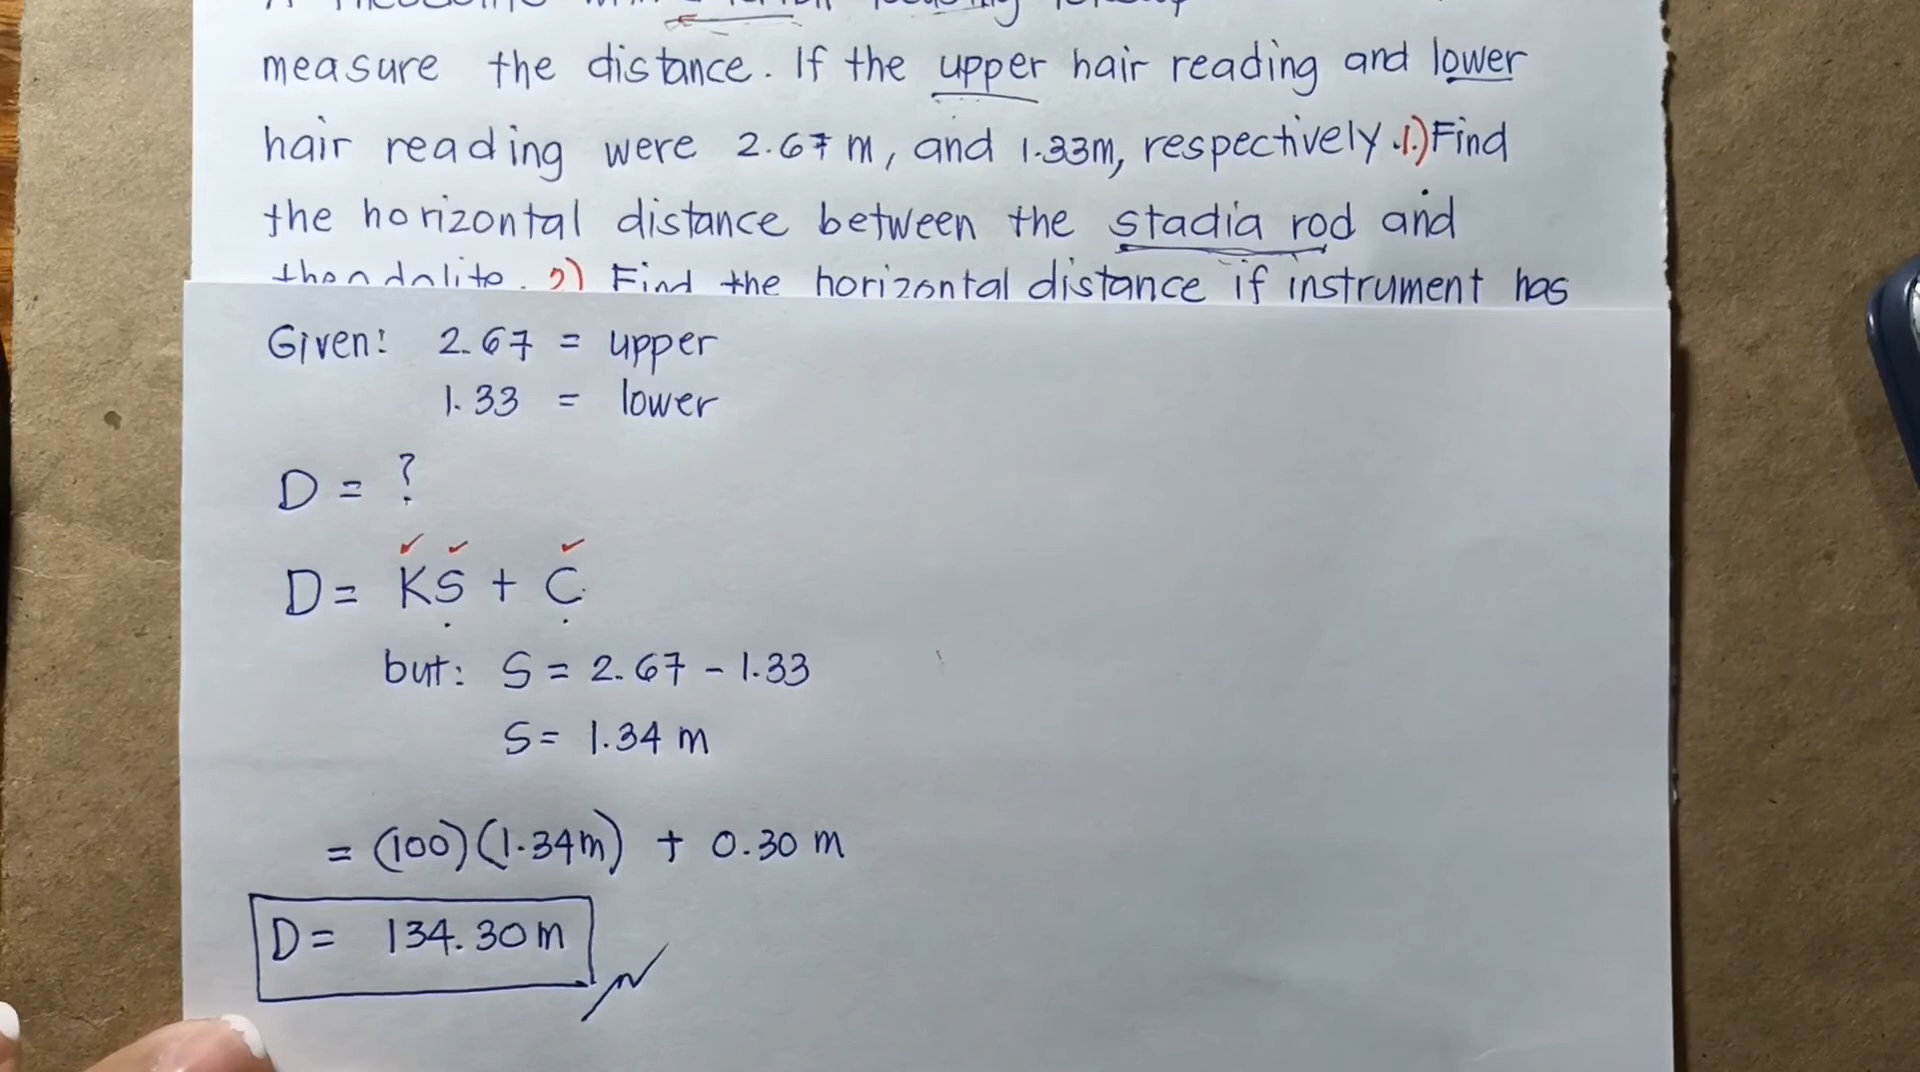 measure the distance. If the upper hair reading and lower
hair reading were 2.67 m, and 1.33m, respectively. 1.) Find
the horizontal distance between the stadia rod and
2) Find the horizontal distance if instrument has
Given: 2.67 = upper
1.33 = lower
D = ?
D = KS + C
but: S = 2.67 - 1.33
S = 1.34 m
= (100)(1.34m) + 0.30 m
D = 134.30 m